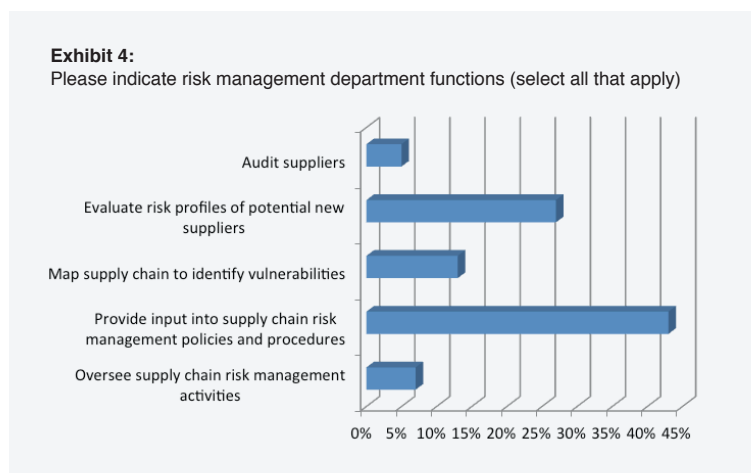 Exhibit 4:
Please indicate risk management department functions (select all that apply)
Audit suppliers
Evaluate risk profiles of potential new
suppliers
Map supply chain to identify vulnerabilities
Provide input into supply chain risk
management policies and procedures
Oversee supply chain risk management
activities
0% 5% 10% 15% 20% 25% 30% 35% 40% 45%